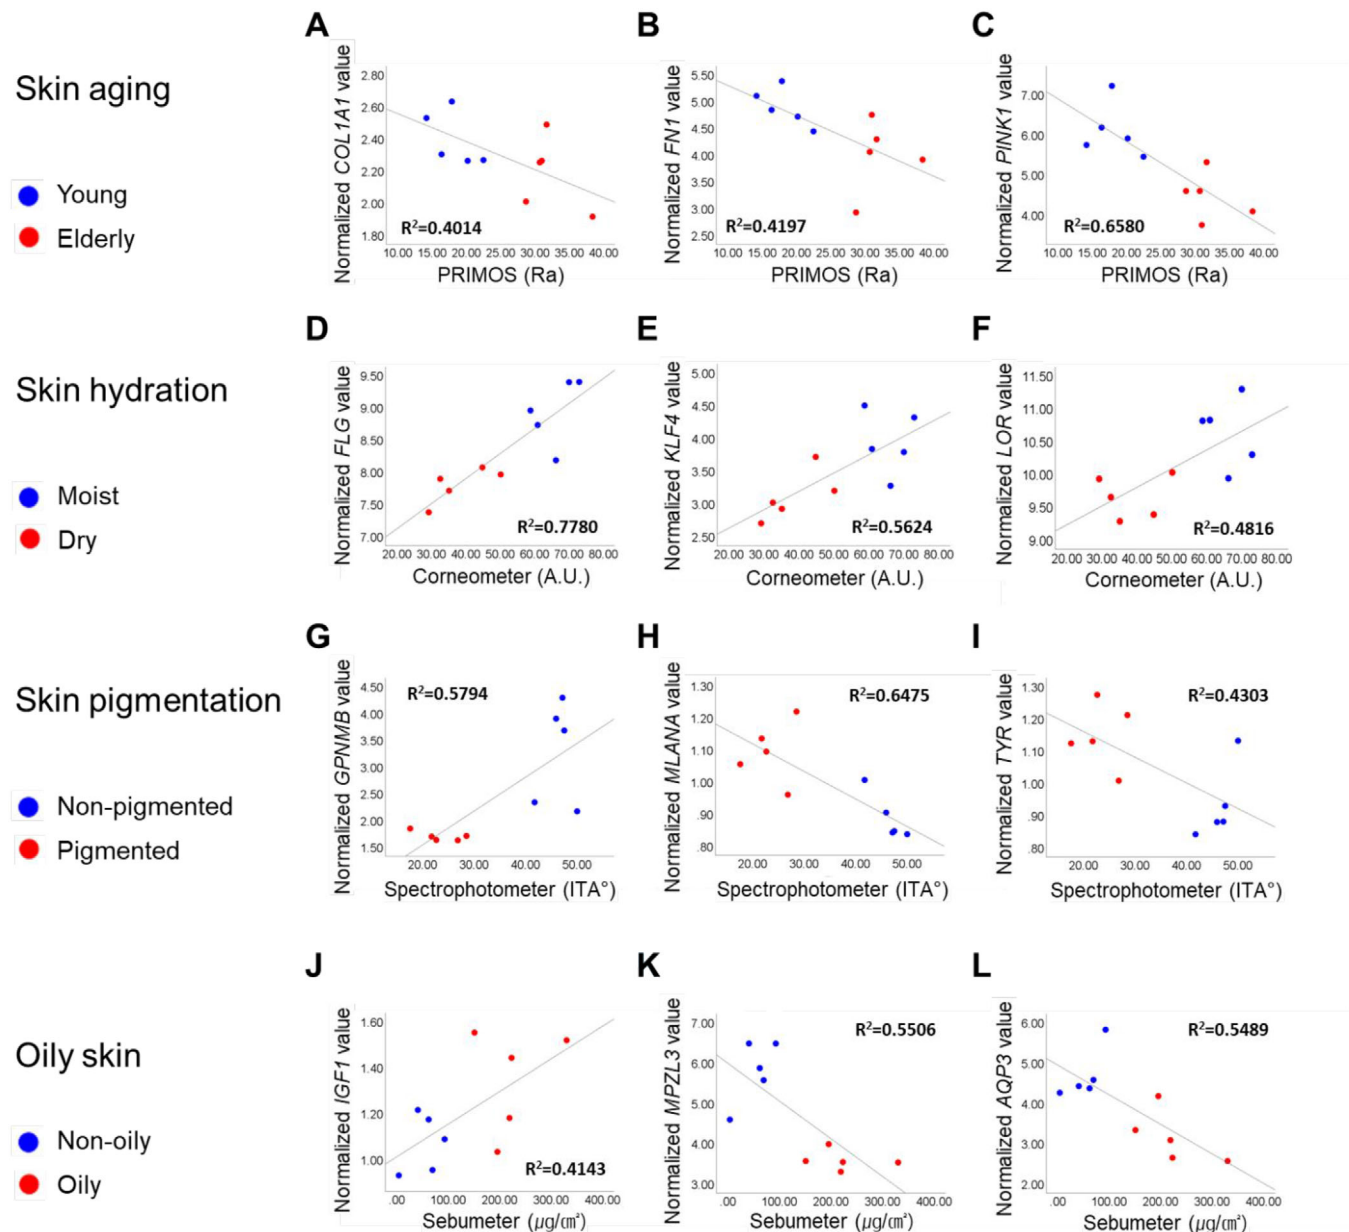 A
B
C
Skin aging
Young
Elderly
Normalized COL1A1 value
2.80
2.60
2.40
2.20
2.00
1.80
R²=0.4014
10.00 15.00 20.00 25.00 30.00 35.00 40.00
PRIMOS (Ra)
Normalized FN1 value
5.50
5.00
4.50
4.00
3.50
3.00
2.50
R²=0.4197
10.00 15.00 20.00 25.00 30.00 35.00 40.00
PRIMOS (Ra)
Normalized PINK1 value
7.00
6.00
5.00
4.00
R²=0.6580
10.00 15.00 20.00 25.00 30.00 35.00 40.00
PRIMOS (Ra)
D
E
F
Skin hydration
Moist
Dry
Normalized FLG value
9.50
9.00
8.50
8.00
7.50
7.00
R²=0.7780
20.00 30.00 40.00 50.00 60.00 70.00 80.00
Corneometer (A.U.)
Normalized KLF4 value
5.00
4.50
4.00
3.50
3.00
2.50
R²=0.5624
20.00 30.00 40.00 50.00 60.00 70.00 80.00
Corneometer (A.U.)
Normalized LOR value
11.50
11.00
10.50
10.00
9.50
9.00
R²=0.4816
20.00 30.00 40.00 50.00 60.00 70.00 80.00
Corneometer (A.U.)
G
H
I
Skin pigmentation
Non-pigmented
Pigmented
Normalized GPNMB value
4.50
4.00
3.50
3.00
2.50
2.00
1.50
R²=0.5794
20.00 30.00 40.00 50.00
Spectrophotometer (ITA°)
Normalized MLANA value
1.30
1.20
1.10
1.00
.90
.80
R²=0.6475
20.00 30.00 40.00 50.00
Spectrophotometer (ITA°)
Normalized TYR value
1.30
1.20
1.10
1.00
.90
.80
R²=0.4303
20.00 30.00 40.00 50.00
Spectrophotometer (ITA°)
J
K
L
Oily skin
Non-oily
Oily
Normalized IGF1 value
1.60
1.40
1.20
1.00
R²=0.4143
.00 100.00 200.00 300.00 400.00
Sebumeter (µg/㎠)
Normalized MPZL3 value
7.00
6.00
5.00
4.00
3.00
R²=0.5506
.00 100.00 200.00 300.00 400.00
Sebumeter (µg/㎠)
Normalized AQP3 value
6.00
5.00
4.00
3.00
2.00
R²=0.5489
.00 100.00 200.00 300.00 400.00
Sebumeter (µg/㎠)